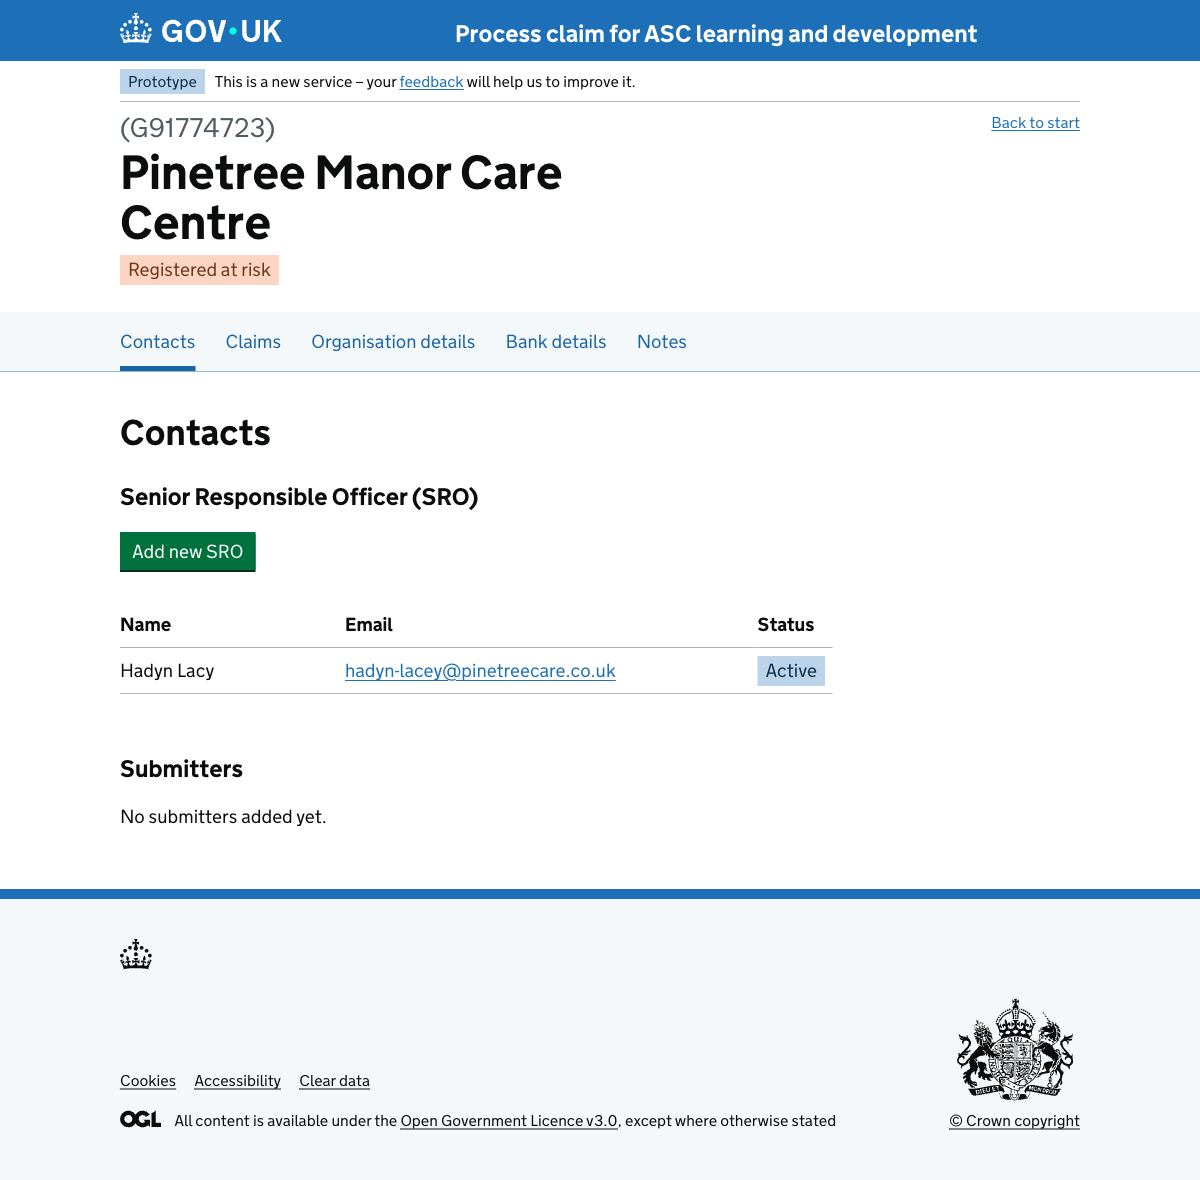 GOV·UK
Process claim for ASC learning and development
Prototype
This is a new service – your feedback will help us to improve it.
(G91774723)
Back to start
Pinetree Manor Care
Centre
Registered at risk
Contacts
Claims
Organisation details
Bank details
Notes
Contacts
Senior Responsible Officer (SRO)
Add new SRO
Name
Email
Status
Hadyn Lacy
hadyn-lacey@pinetreecare.co.uk
Active
Submitters
No submitters added yet.
Cookies
Accessibility
Clear data
OGL
All content is available under the Open Government Licence v3.0, except where otherwise stated
© Crown copyright